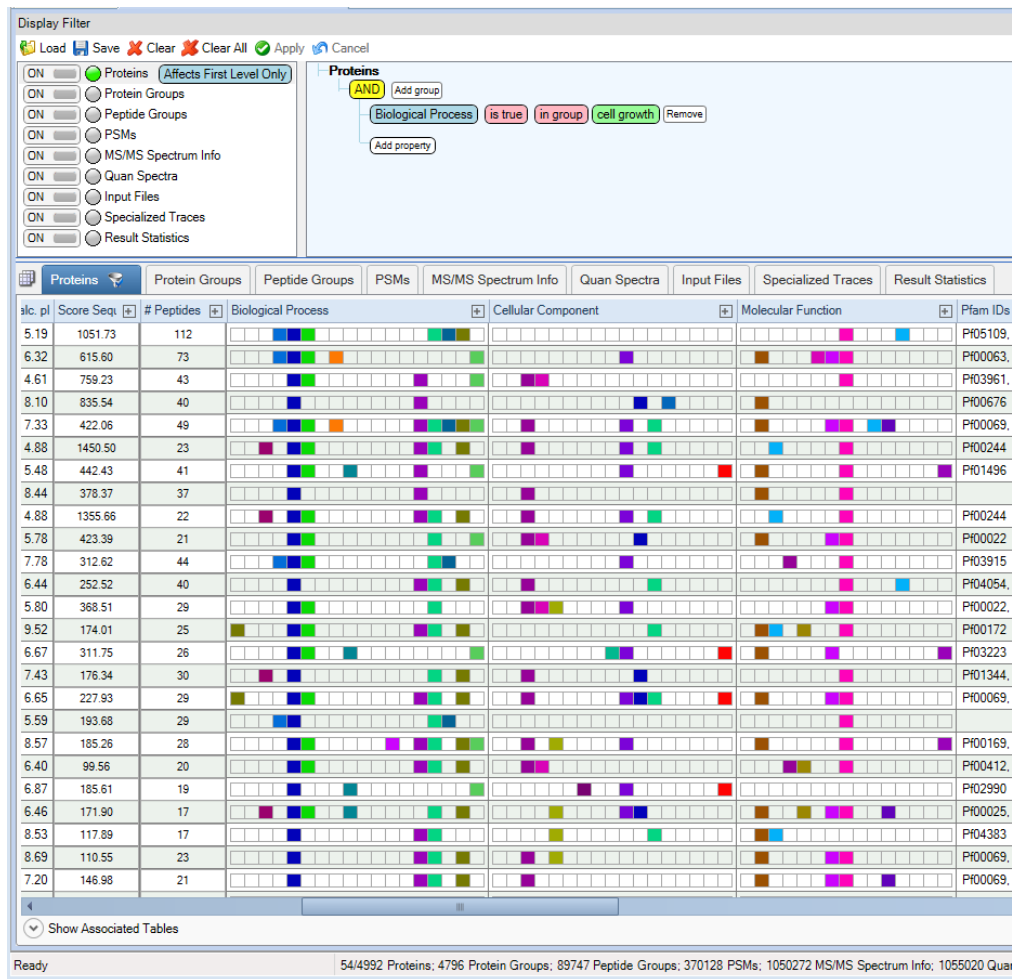 Display Filter
Load Save Clear Clear All Apply Cancel
ON Proteins Affects First Level Only
ON Protein Groups
ON Peptide Groups
ON PSMs
ON MS/MS Spectrum Info
ON Quan Spectra
ON Input Files
ON Specialized Traces
ON Result Statistics
Proteins
AND Add group
Biological Process is true in group cell growth Remove
Add property
Proteins Protein Groups Peptide Groups PSMs MS/MS Spectrum Info Quan Spectra Input Files Specialized Traces Result Statistics
alc. pI Score Sequ # Peptides Biological Process Cellular Component Molecular Function Pfam IDs
5.19 1051.73 112 Pf05109,
6.32 615.60 73 Pf00063,
4.61 759.23 43 Pf03961,
8.10 835.54 40 Pf00676
7.33 422.06 49 Pf00069,
4.88 1450.50 23 Pf00244
5.48 442.43 41 Pf01496
8.44 378.37 37
4.88 1355.66 22 Pf00244
5.78 423.39 21 Pf00022
7.78 312.62 44 Pf03915
6.44 252.52 40 Pf04054,
5.80 368.51 29 Pf00022,
9.52 174.01 25 Pf00172
6.67 311.75 26 Pf03223
7.43 176.34 30 Pf01344,
6.65 227.93 29 Pf00069,
5.59 193.68 29
8.57 185.26 28 Pf00169,
6.40 99.56 20 Pf00412,
6.87 185.61 19 Pf02990
6.46 171.90 17 Pf00025,
8.53 117.89 17 Pf04383
8.69 110.55 23 Pf00069,
7.20 146.98 21 Pf00069,
Show Associated Tables
Ready 54/4992 Proteins; 4796 Protein Groups; 89747 Peptide Groups; 370128 PSMs; 1050272 MS/MS Spectrum Info; 1055020 Quan